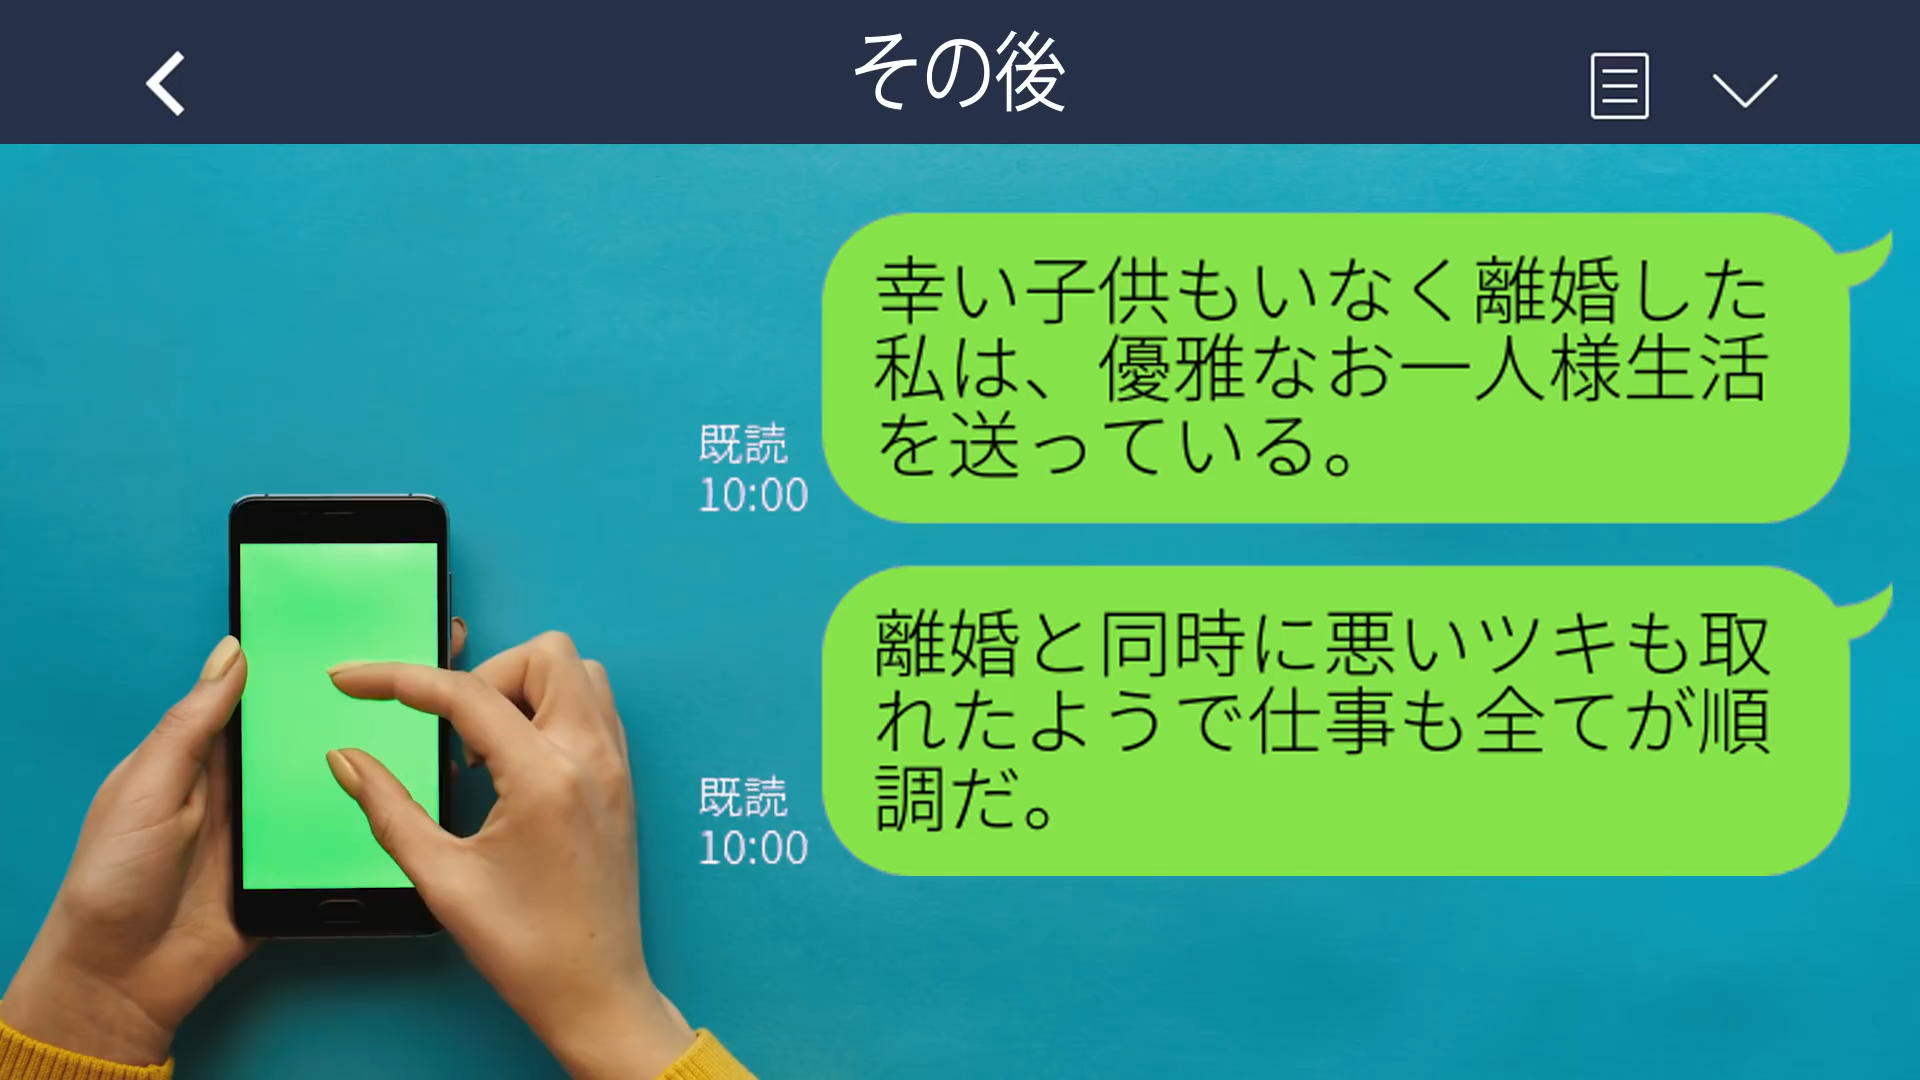 その後
幸い子供もいなく離婚した
私は、優雅なお一人様生活
を送っている。
既読
10:00
離婚と同時に悪いツキも取
れたようで仕事も全てが順
調だ。
既読
10:00